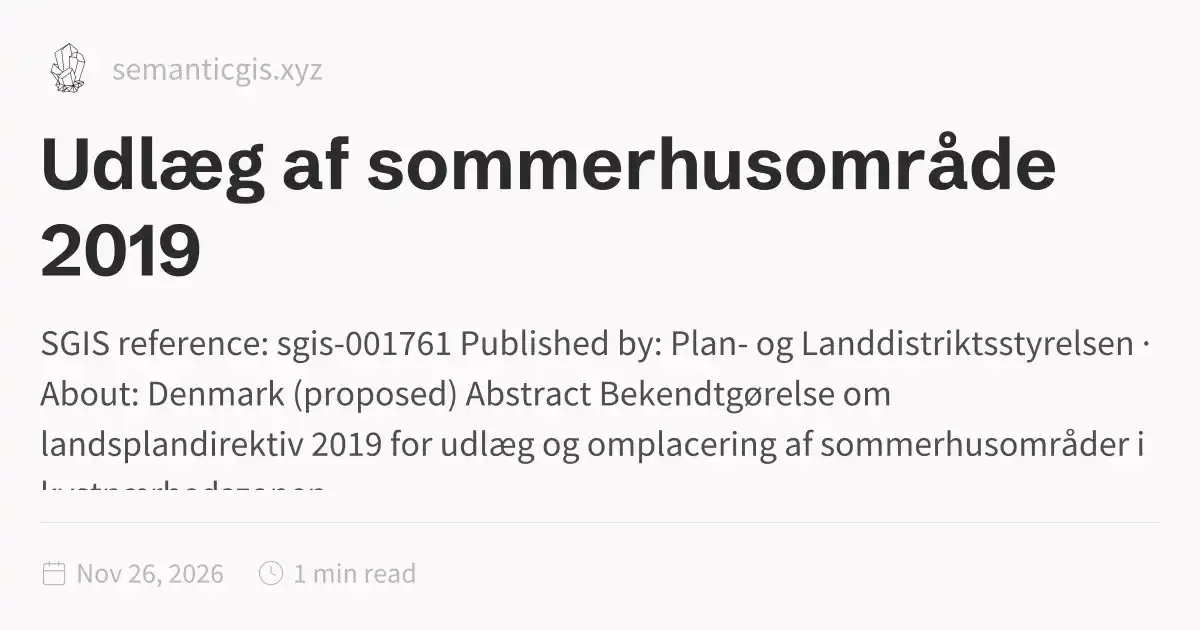 semanticgis.xyz
Udlæg af sommerhusområde
2019
SGIS reference: sgis-001761 Published by: Plan- og Landdistriktsstyrelsen ·
About: Denmark (proposed) Abstract Bekendtgørelse om
landsplandirektiv 2019 for udlæg og omplacering af sommerhusområder i
Nov 26, 2026
1 min read